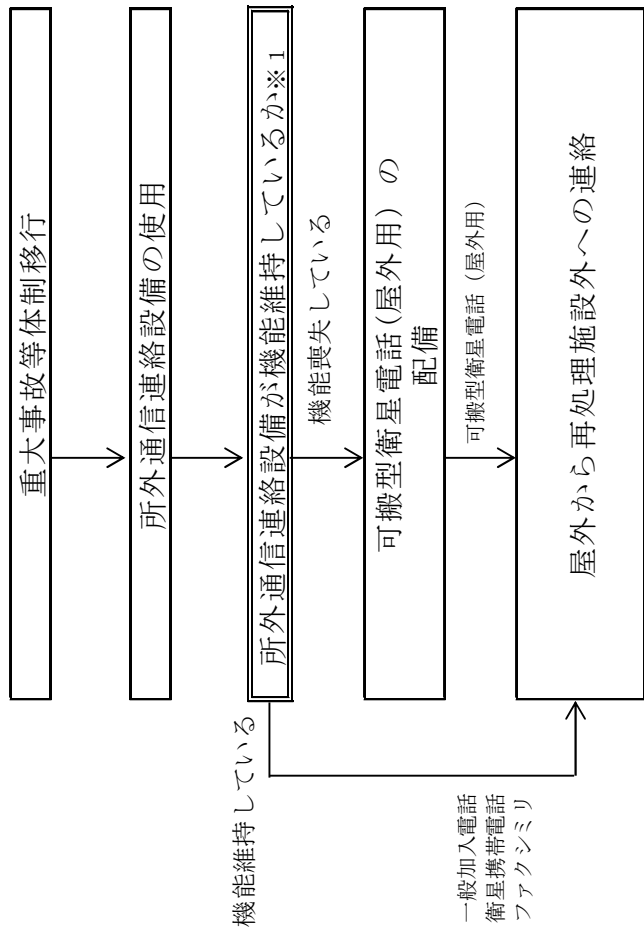 重大事故等体制移行
所外通信連絡設備の使用
所外通信連絡設備が機能維持しているか※1
機能維持している
機能喪失している
可搬型衛星電話(屋外用)の
配備
可搬型衛星電話(屋外用)
一般加入電話
衛星携帯電話
ファクシミリ
屋外から再処理施設外への連絡